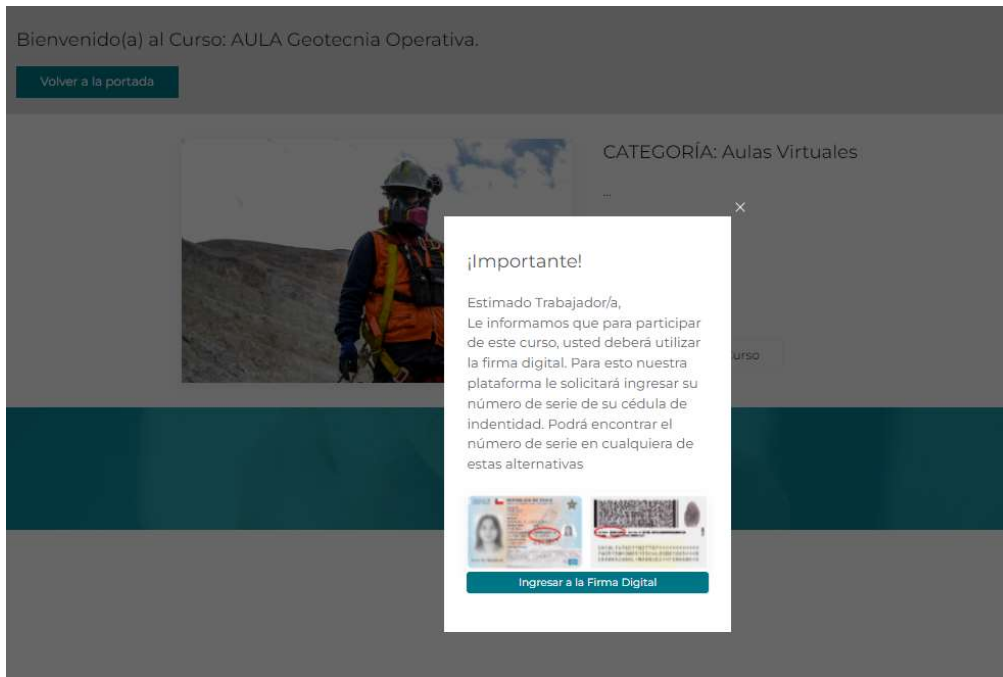 Bienvenido(a) al Curso: AULA Geotecnia Operativa.
Volver a la portada
CATEGORÍA: Aulas Virtuales
...
¡Importante!
Estimado Trabajador/a,
Le informamos que para participar
de este curso, usted deberá utilizar
la firma digital. Para esto nuestra
plataforma le solicitará ingresar su
número de serie de su cédula de
indentidad. Podrá encontrar el
número de serie en cualquiera de
estas alternativas
Ingresar a la Firma Digital